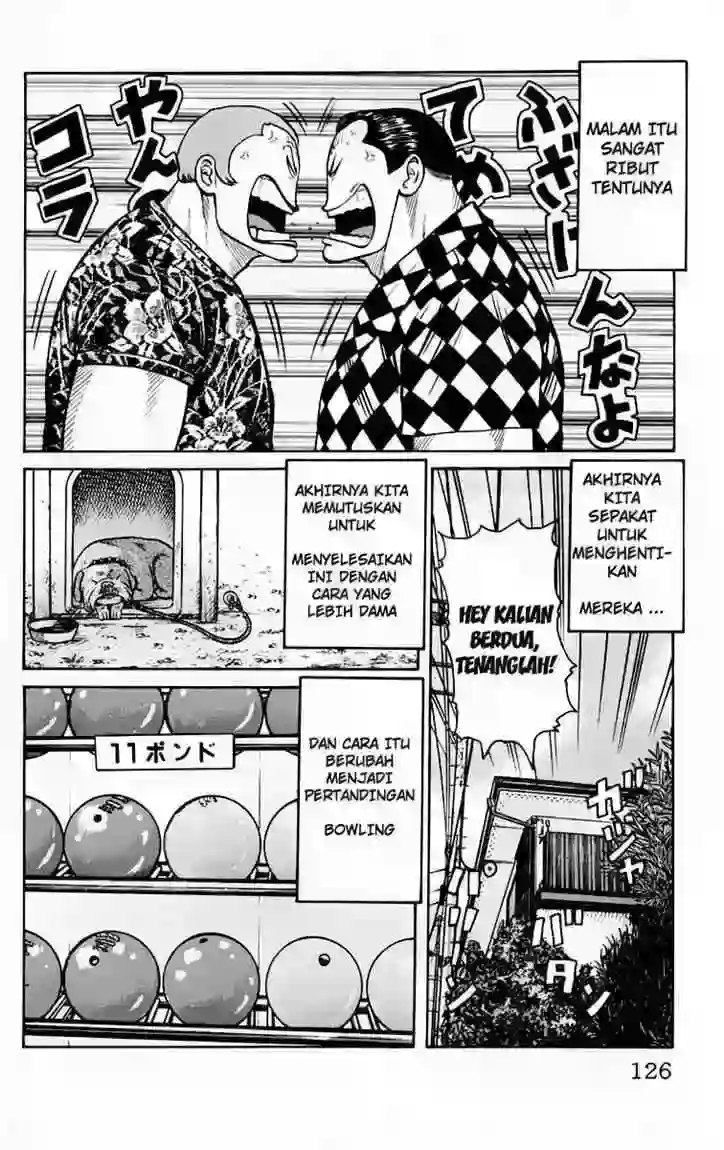 MALAM ITU
SANGAT
RIBUT
TENTUNYA
ふざけんなよ
てめ
やん
コラ
AKHIRNYA
KITA
SEPAKAT
UNTUK
MENGHENTI-
KAN
MEREKA ...
HEY KALIAN
BERDUA,
TENANGLAH!
ガシャ
バタン
AKHIRNYA KITA
MEMUTUSKAN
UNTUK
MENYELESAIKAN
INI DENGAN
CARA YANG
LEBIH DAMA
DAN CARA ITU
BERUBAH
MENJADI
PERTANDINGAN
BOWLING
11ポンド
126